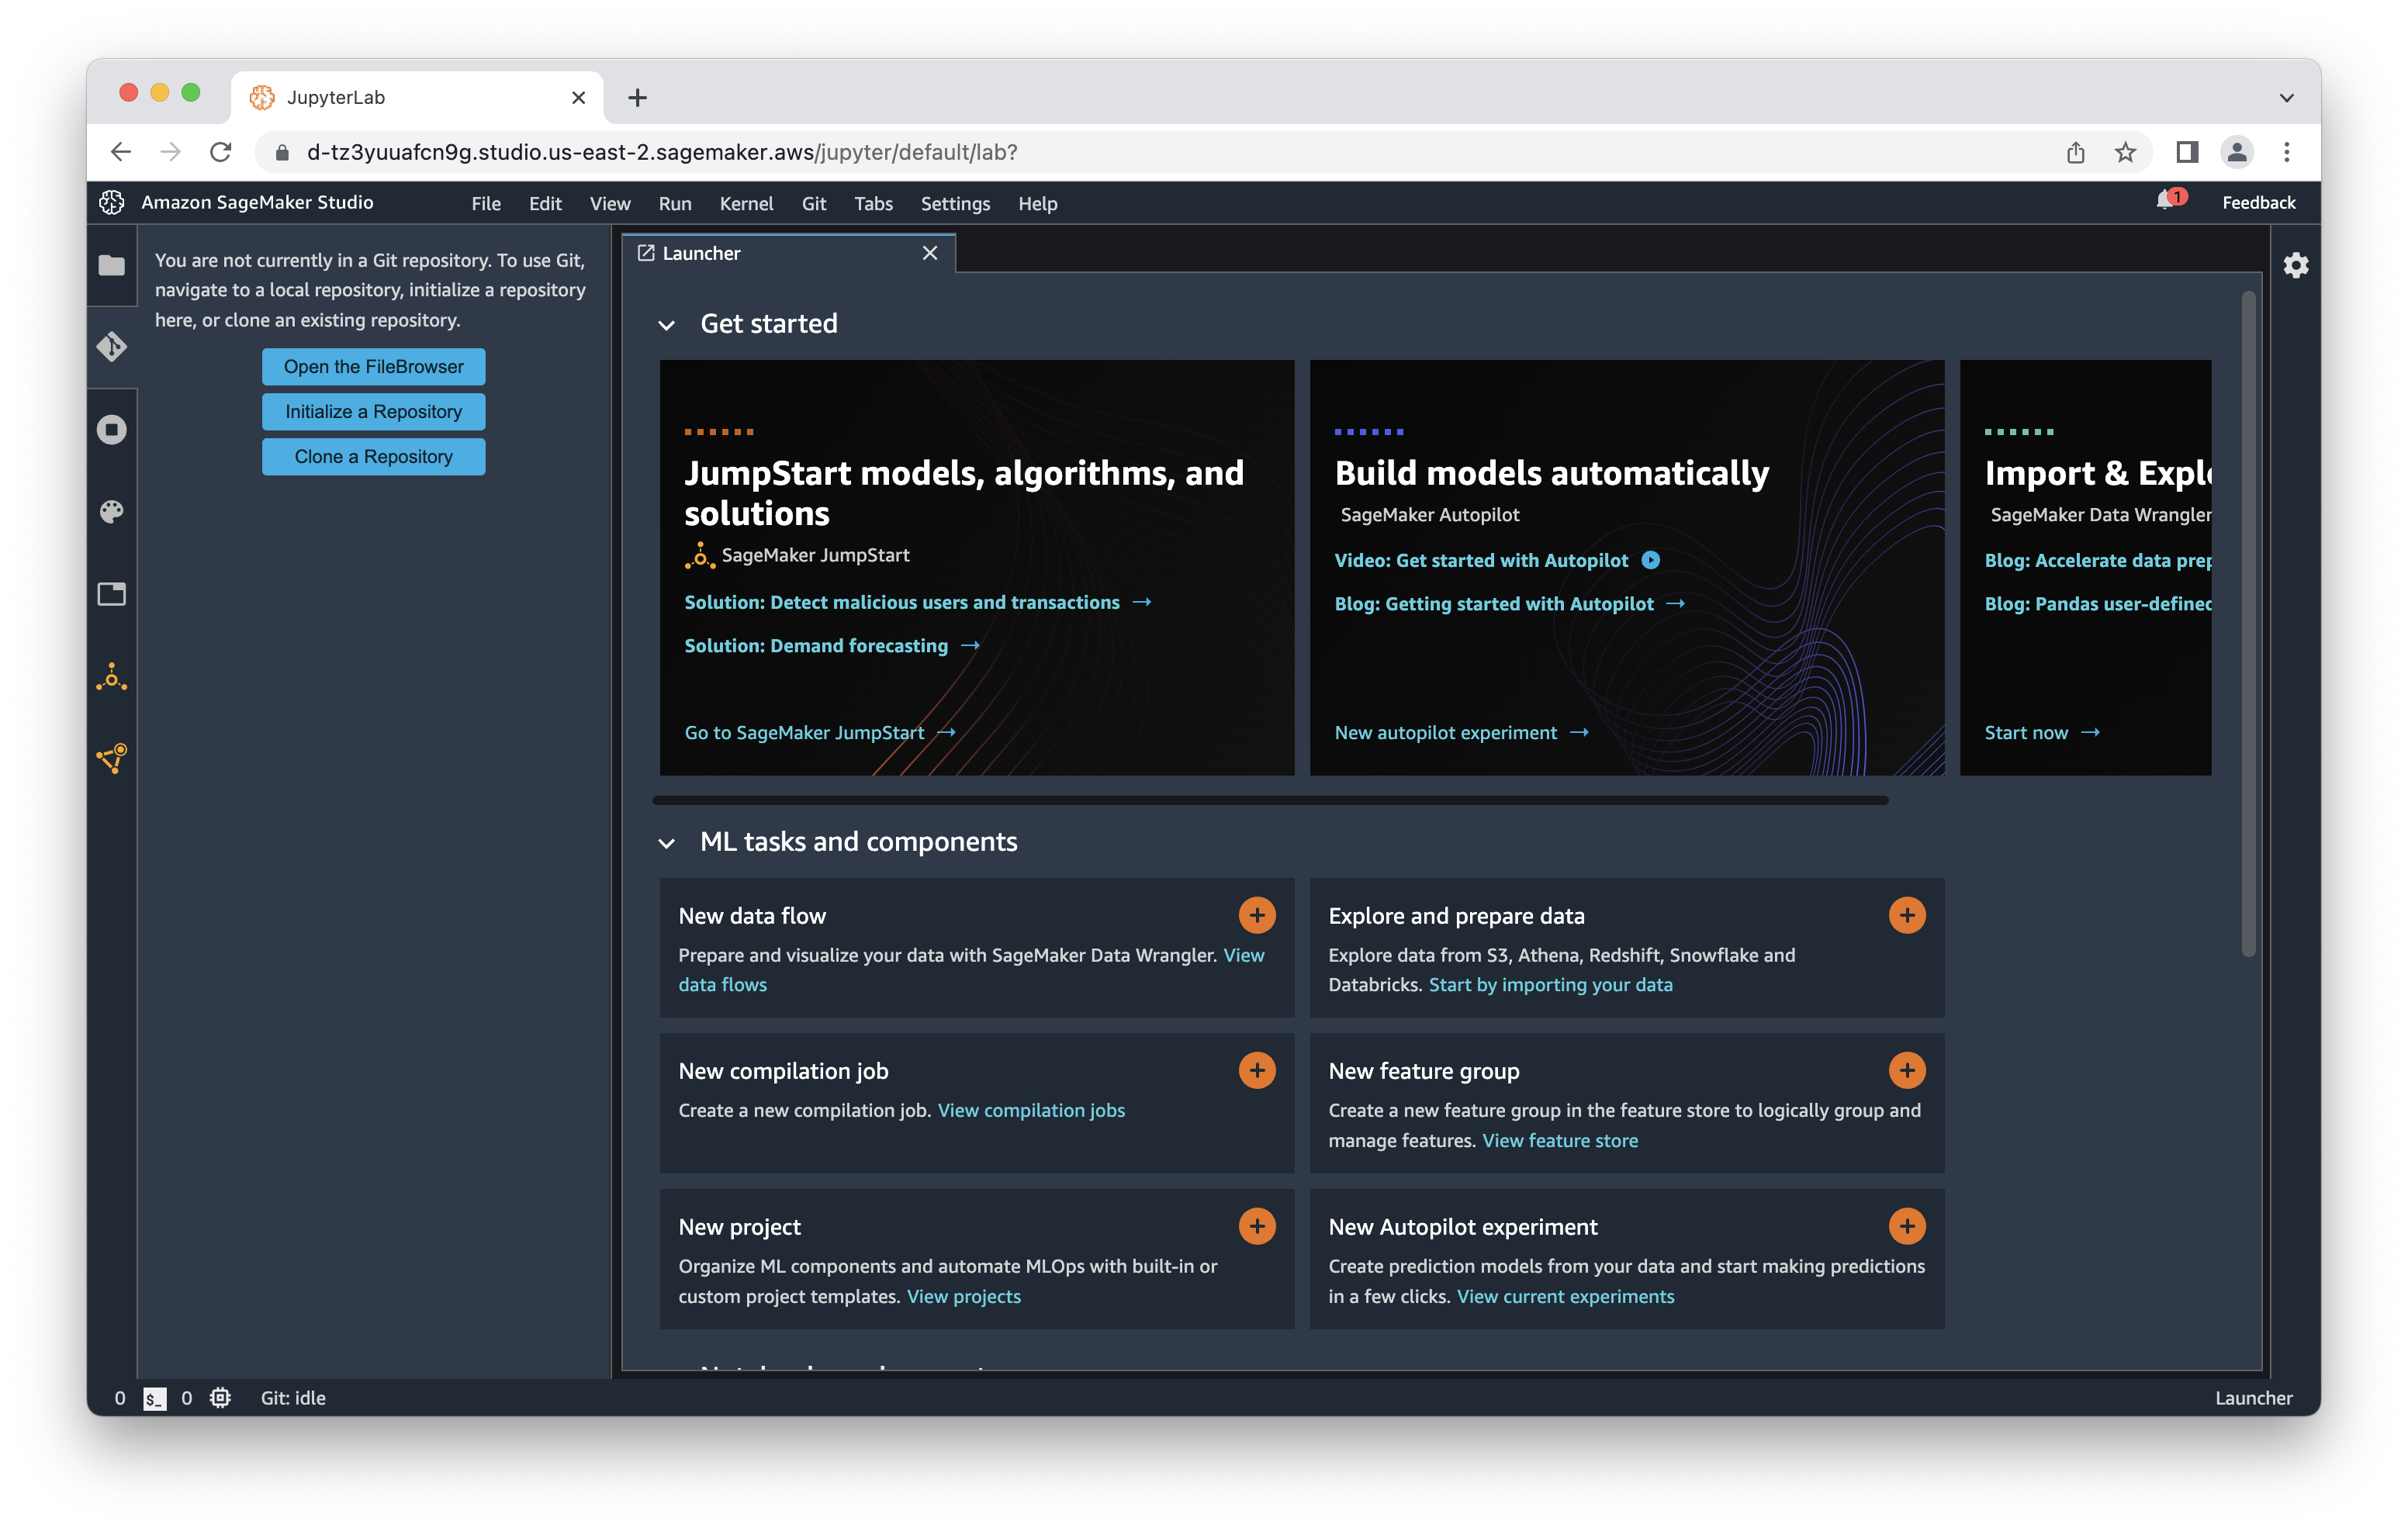 JupyterLab
d-tz3yuuafcn9g.studio.us-east-2.sagemaker.aws/jupyter/default/lab?
Amazon SageMaker Studio
File Edit View Run Kernel Git Tabs Settings Help
1
Feedback
You are not currently in a Git repository. To use Git,
navigate to a local repository, initialize a repository
here, or clone an existing repository.
Open the FileBrowser
Initialize a Repository
Clone a Repository
Launcher
Get started
JumpStart models, algorithms, and
solutions
SageMaker JumpStart
Solution: Detect malicious users and transactions →
Solution: Demand forecasting →
Go to SageMaker JumpStart →
Build models automatically
SageMaker Autopilot
Video: Get started with Autopilot
Blog: Getting started with Autopilot →
New autopilot experiment →
Import &
SageMaker Data Wrangler
Blog: Accelerate data
Blog: Pandas user-defined
Start now →
ML tasks and components
New data flow
Prepare and visualize your data with SageMaker Data Wrangler. View
data flows
Explore and prepare data
Explore data from S3, Athena, Redshift, Snowflake and
Databricks. Start by importing your data
New compilation job
Create a new compilation job. View compilation jobs
New feature group
Create a new feature group in the feature store to logically group and
manage features. View feature store
New project
Organize ML components and automate MLOps with built-in or
custom project templates. View projects
New Autopilot experiment
Create prediction models from your data and start making predictions
in a few clicks. View current experiments
0 $_ 0 Git: idle
Launcher